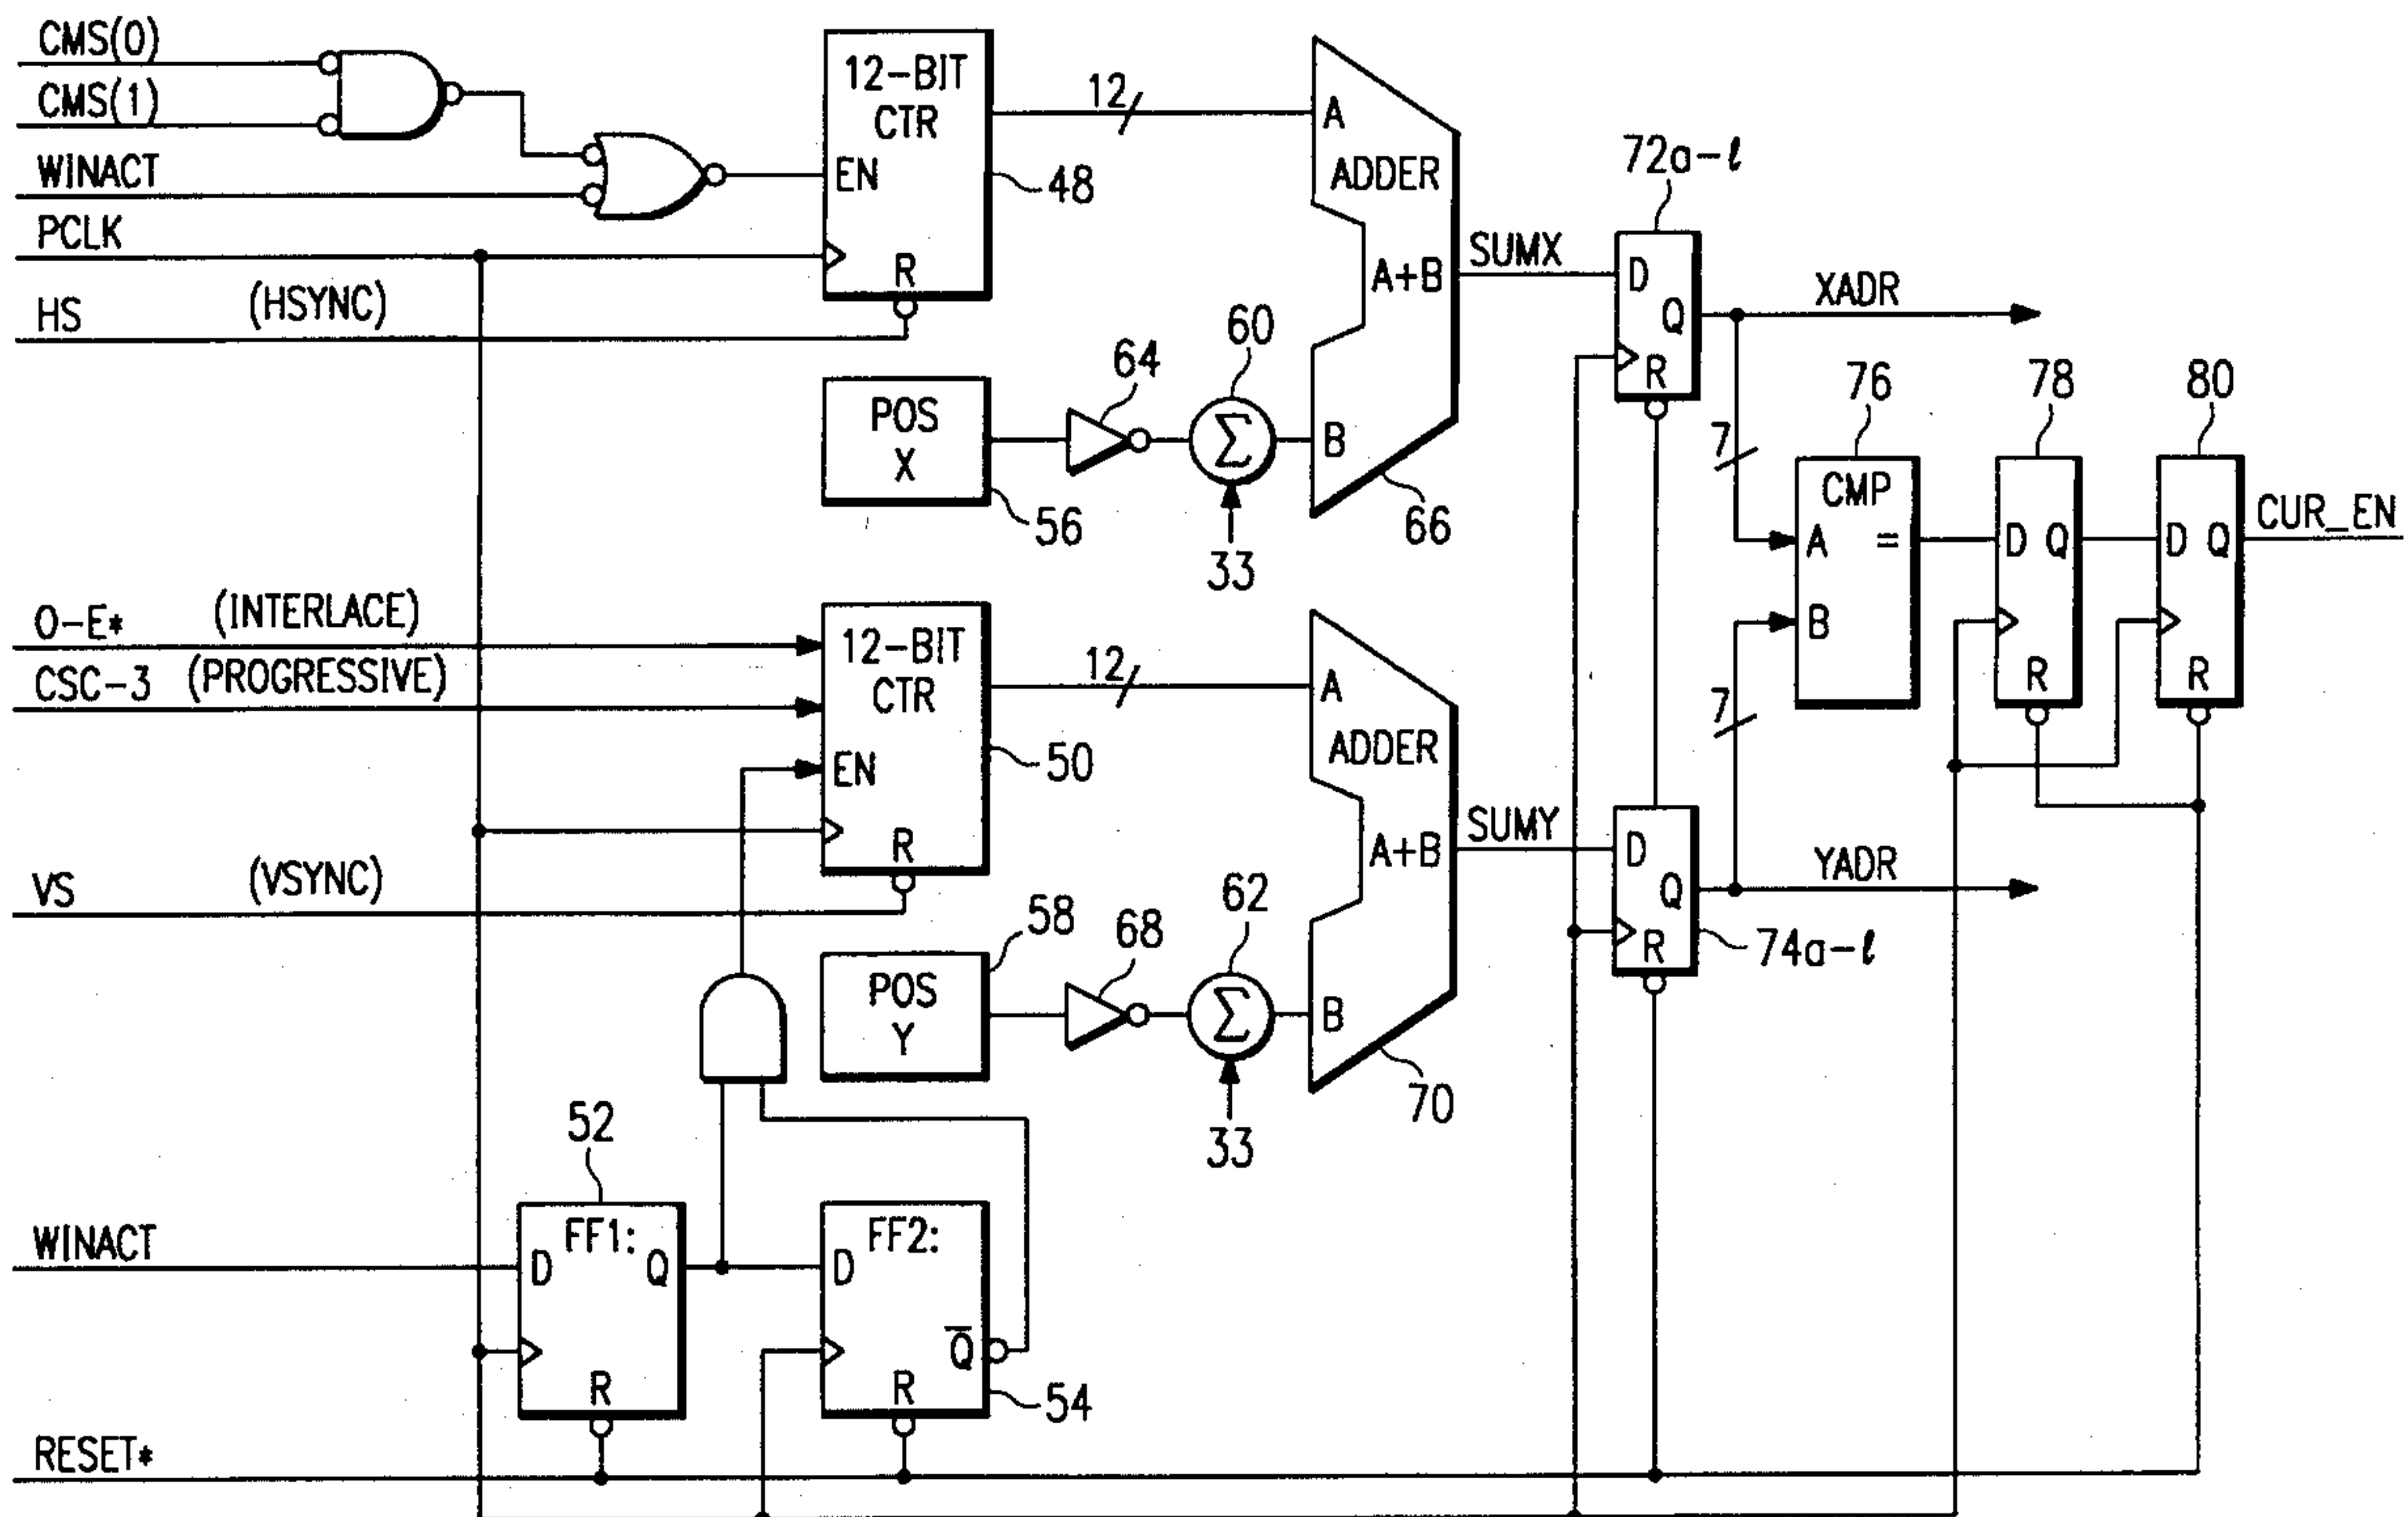 CMS(0)
CMS(1)
WINACT
PCLK
HS (HSYNC)
12-BIT
CTR
EN
R
48
12
A
ADDER
A+B
B
66
SUMX
72a-l
D
Q
R
XADR
POS
X
56
64
60
Σ
33
7
76
CMP
A =
B
78
D Q
R
80
D Q
R
CUR_EN
O-E* (INTERLACE)
CSC-3 (PROGRESSIVE)
VS (VSYNC)
12-BIT
CTR
EN
R
50
12
A
ADDER
A+B
B
70
SUMY
D
Q
R
74a-l
YADR
7
POS
Y
58
68
62
Σ
33
52
WINACT
FF1:
D Q
R
FF2:
D
Q̅
R
54
RESET*